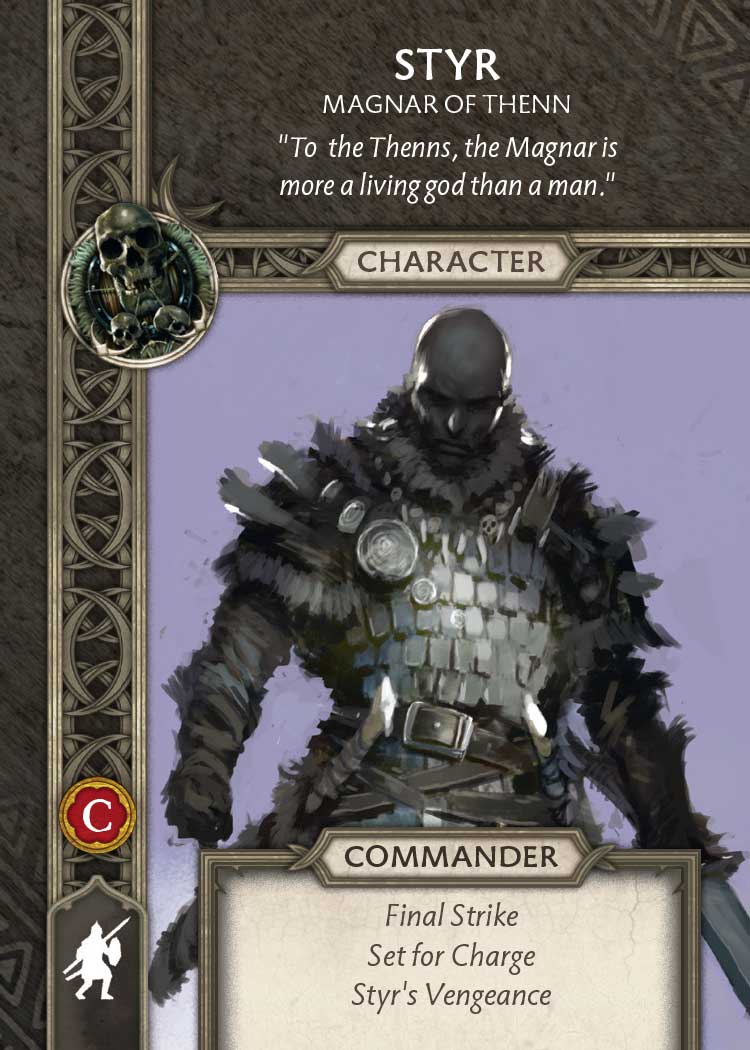 STYR
MAGNAR OF THENN
"To the Thenns, the Magnar is
more a living god than a man."
CHARACTER
C
COMMANDER
Final Strike
Set for Charge
Styr's Vengeance